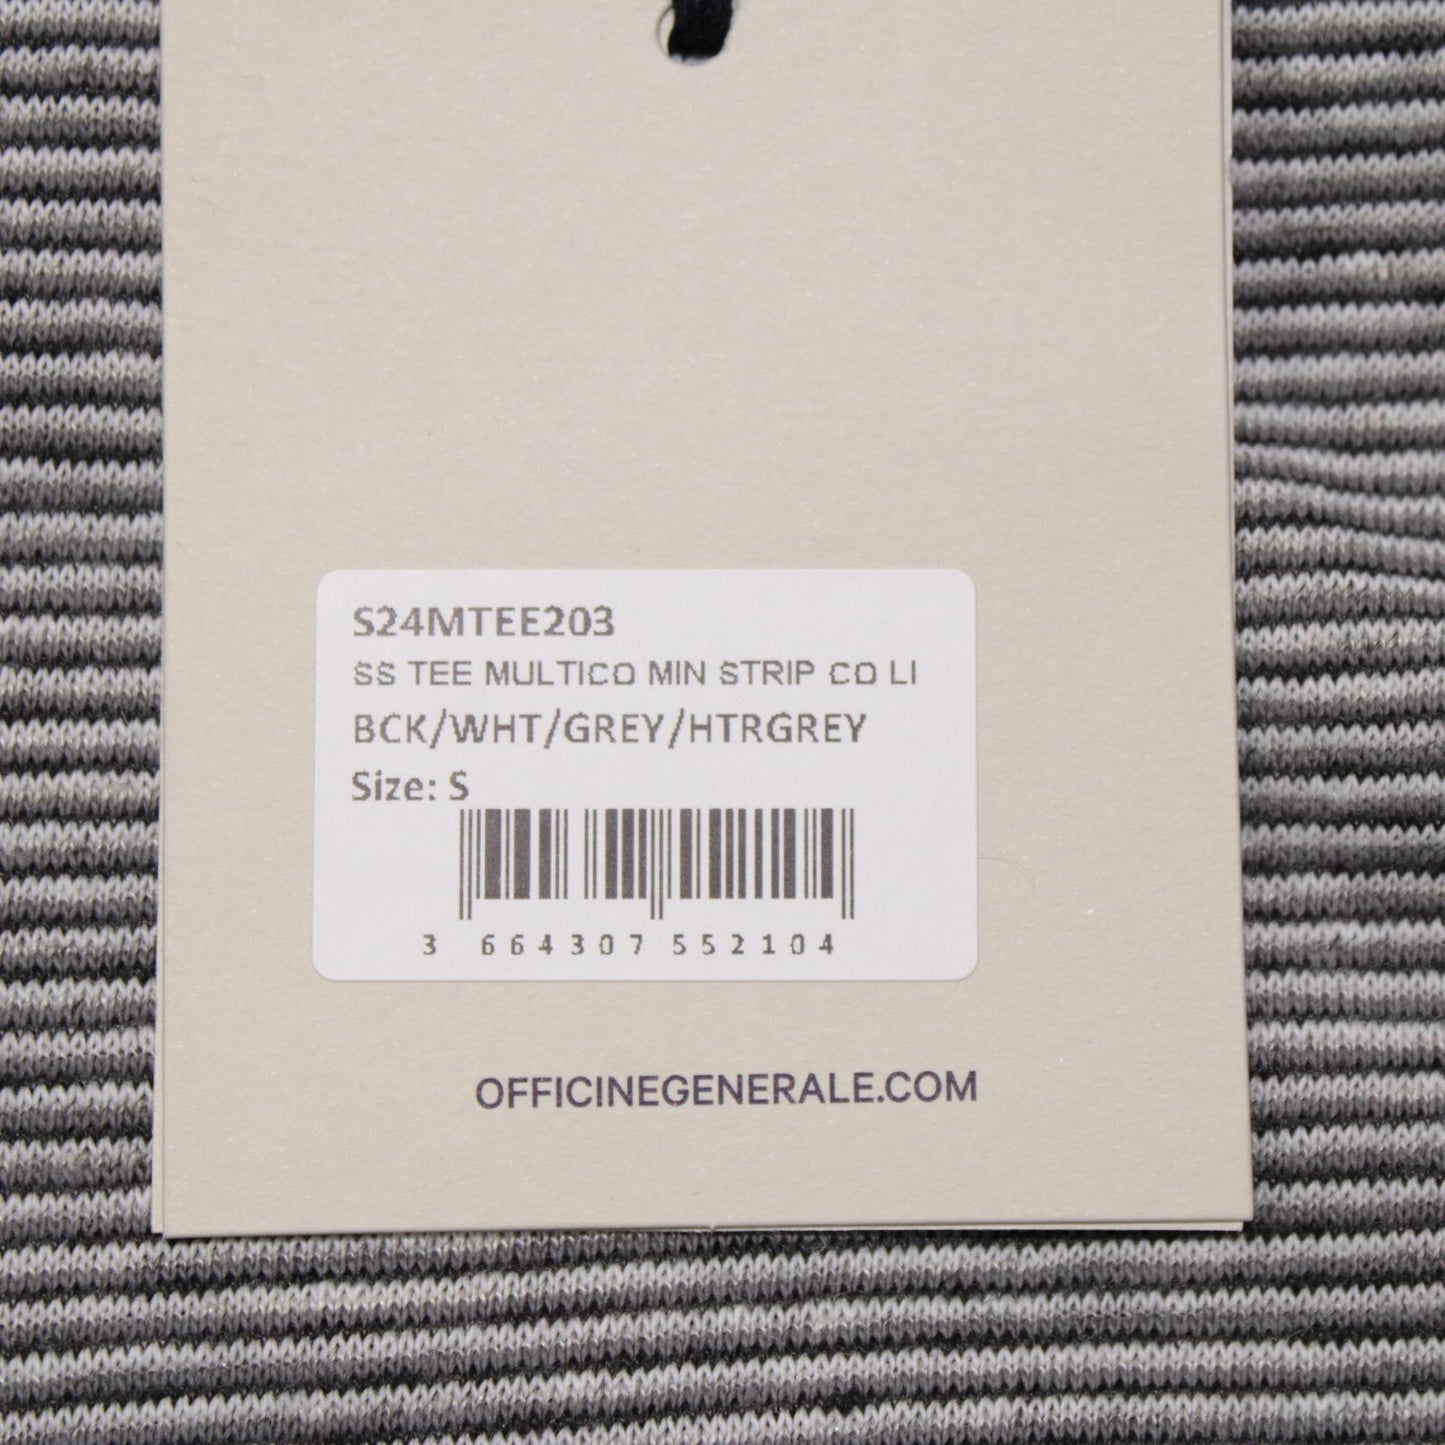 S24MTEE203
SS TEE MULTICO MIN STRIP CO LI
BCK/WHT/GREY/HTRGREY
Size: S
3 664307 552104
OFFICINEGENERALE.COM